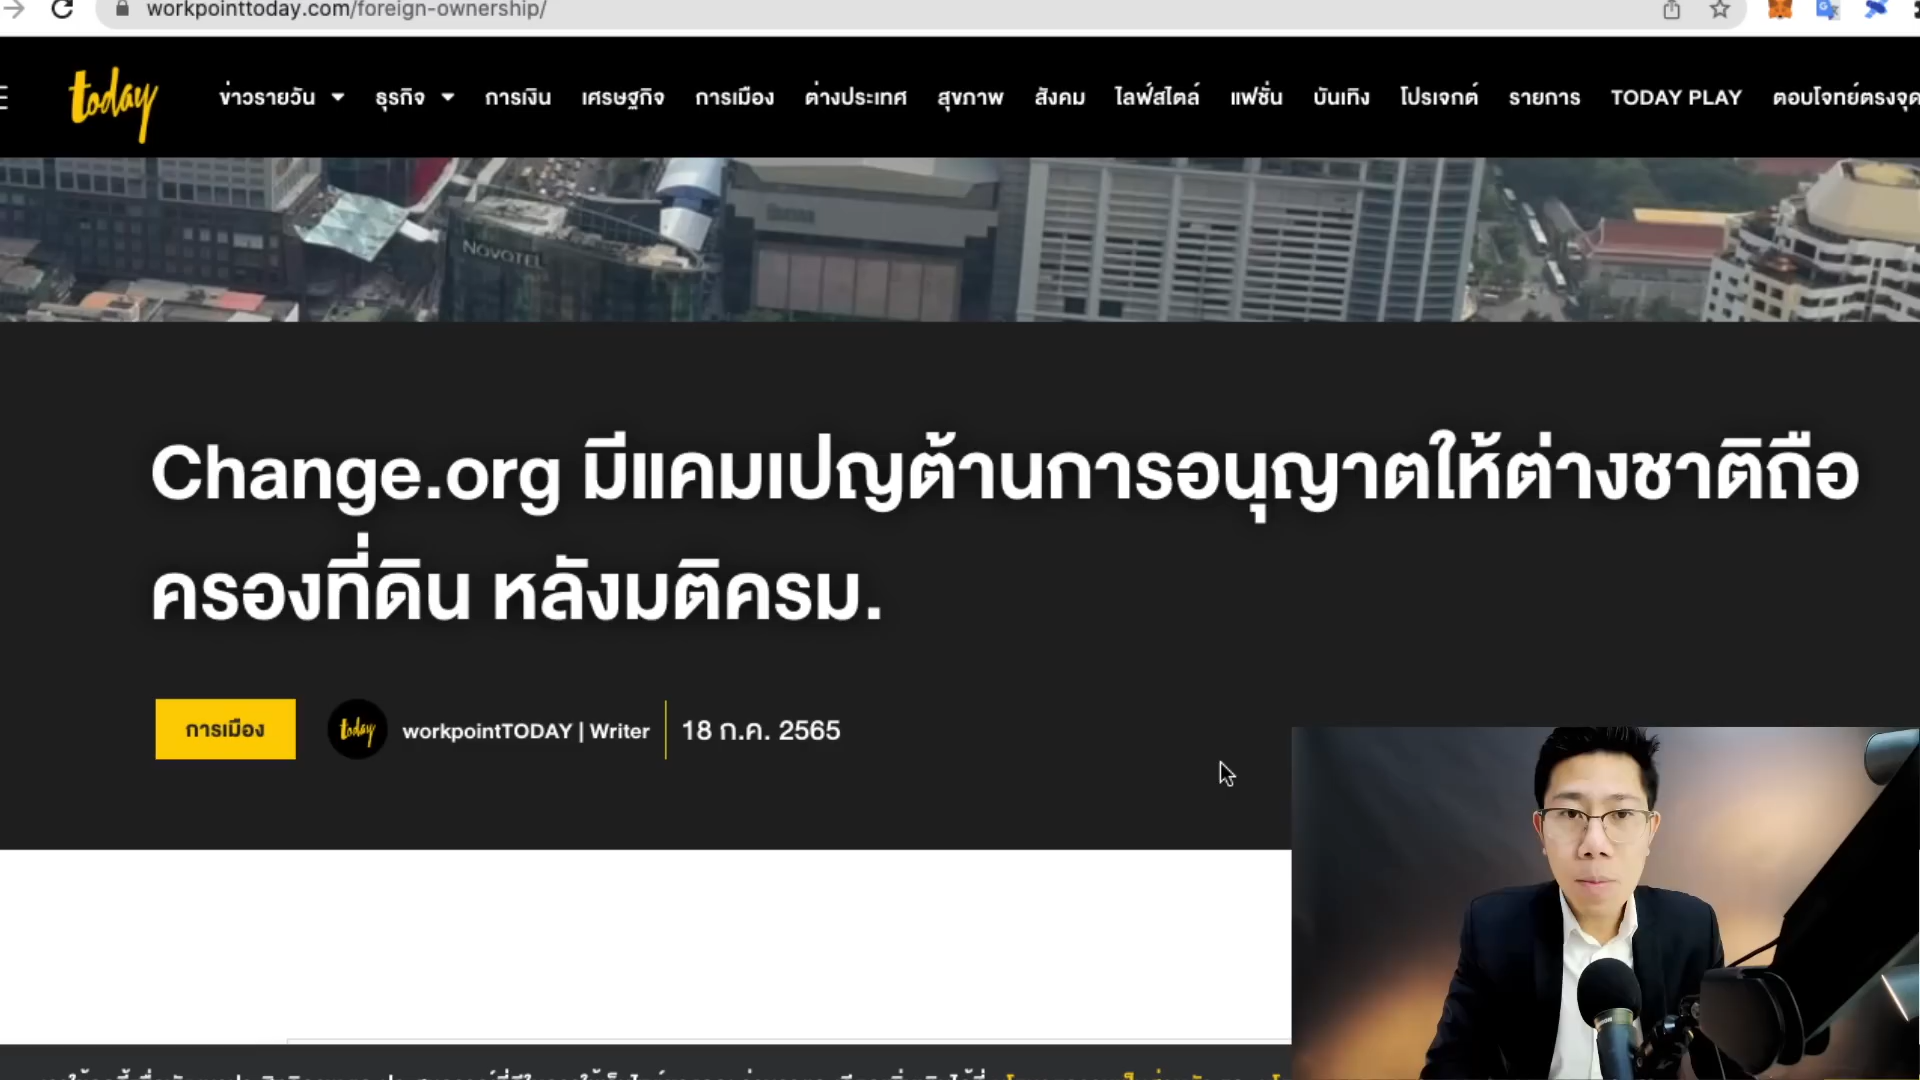 workpointtoday.com/foreign-ownership/
today
ข่าวรายวัน ธุรกิจ การเงิน เศรษฐกิจ การเมือง ต่างประเทศ สุขภาพ สังคม ไลฟ์สไตล์ แฟชั่น บันเทิง โปรเจกต์ รายการ TODAY PLAY ตอบโจทย์ตรงจุด
NOVOTEL
Change.org มีแคมเปญต้านการอนุญาตให้ต่างชาติถือ
ครองที่ดิน หลังมติครม.
การเมือง today workpointTODAY | Writer 18 ก.ค. 2565